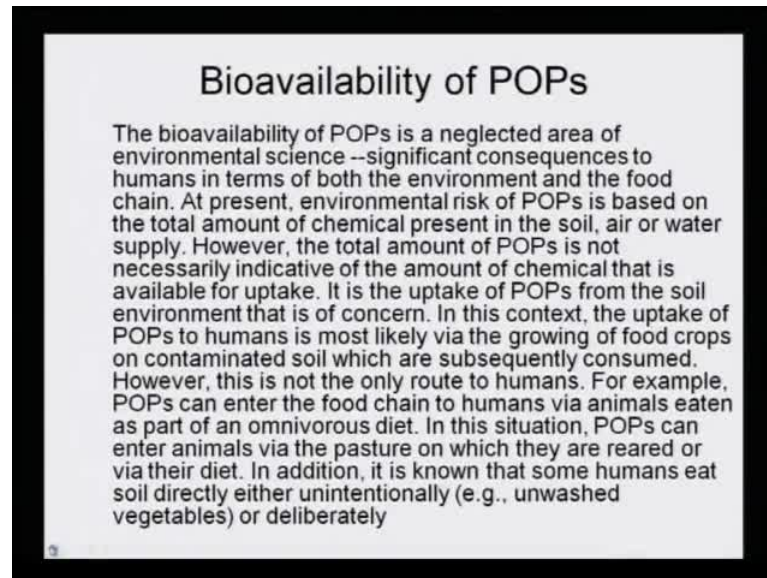 Bioavailability of POPs
The bioavailability of POPs is a neglected area of
environmental science --significant consequences to
humans in terms of both the environment and the food
chain. At present, environmental risk of POPs is based on
the total amount of chemical present in the soil, air or water
supply. However, the total amount of POPs is not
necessarily indicative of the amount of chemical that is
available for uptake. It is the uptake of POPs from the soil
environment that is of concern. In this context, the uptake of
POPs to humans is most likely via the growing of food crops
on contaminated soil which are subsequently consumed.
However, this is not the only route to humans. For example,
POPs can enter the food chain to humans via animals eaten
as part of an omnivorous diet. In this situation, POPs can
enter animals via the pasture on which they are reared or
via their diet. In addition, it is known that some humans eat
soil directly either unintentionally (e.g., unwashed
vegetables) or deliberately